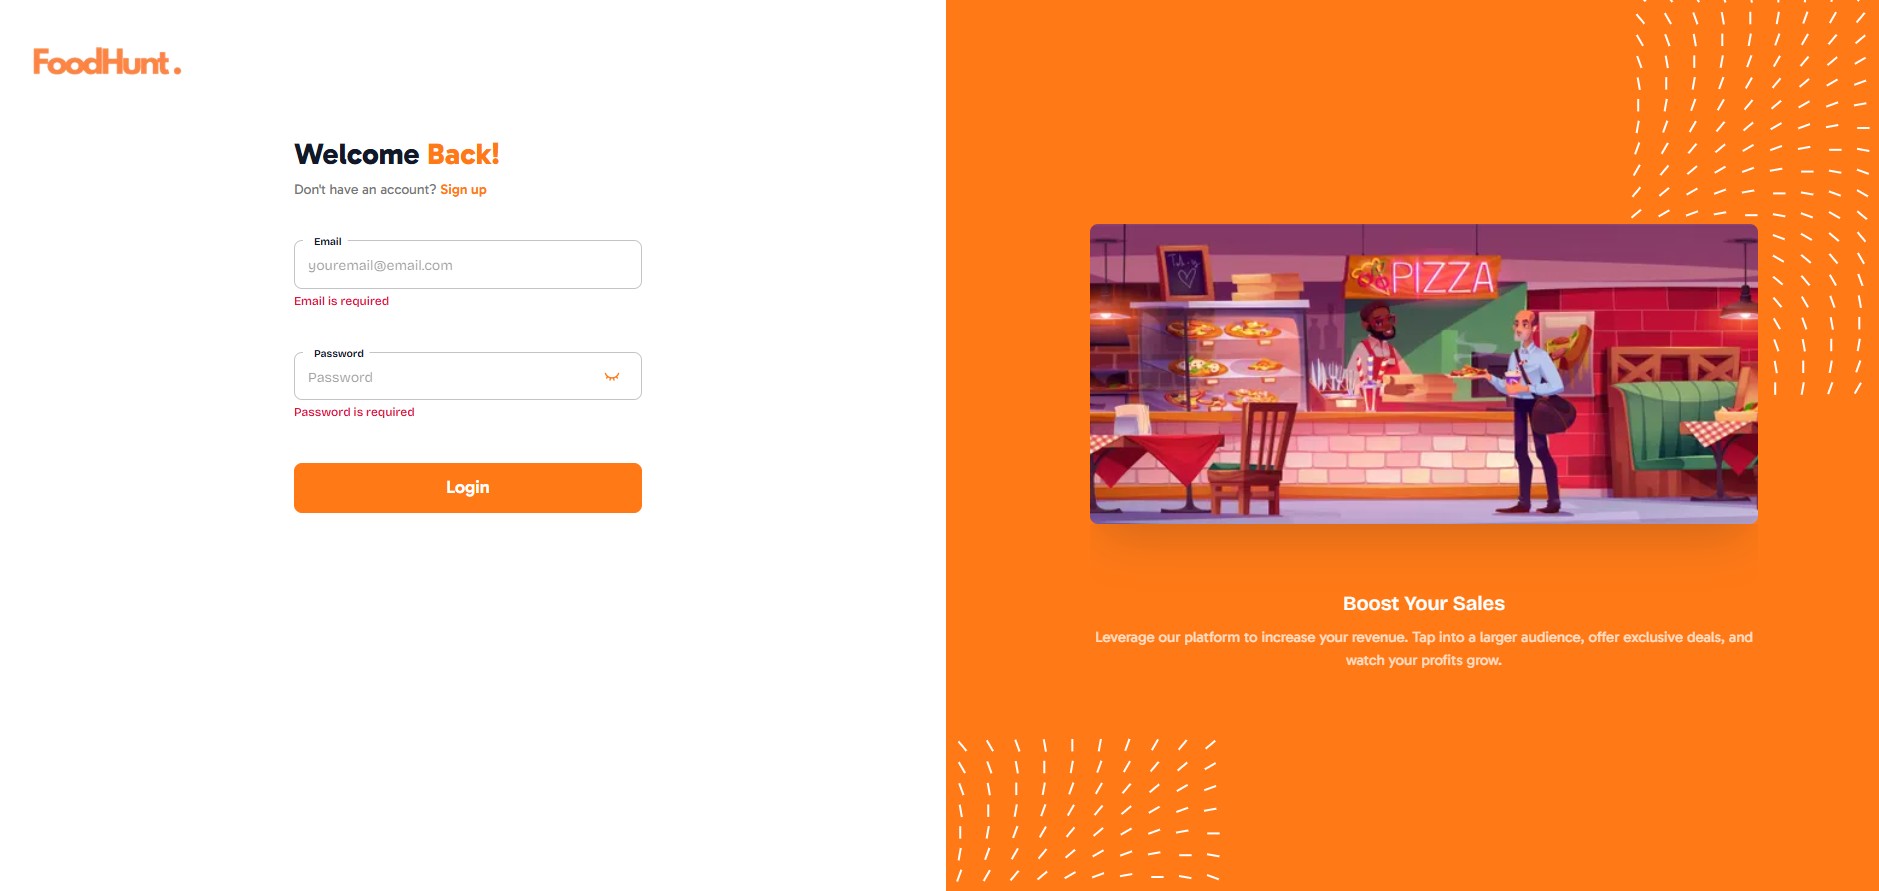 FoodHunt.
Welcome Back!
Don't have an account? Sign up
Email
youremail@email.com
Email is required
Password
Password
Password is required
Login
PIZZA
Boost Your Sales
Leverage our platform to increase your revenue. Tap into a larger audience, offer exclusive deals, and
watch your profits grow.